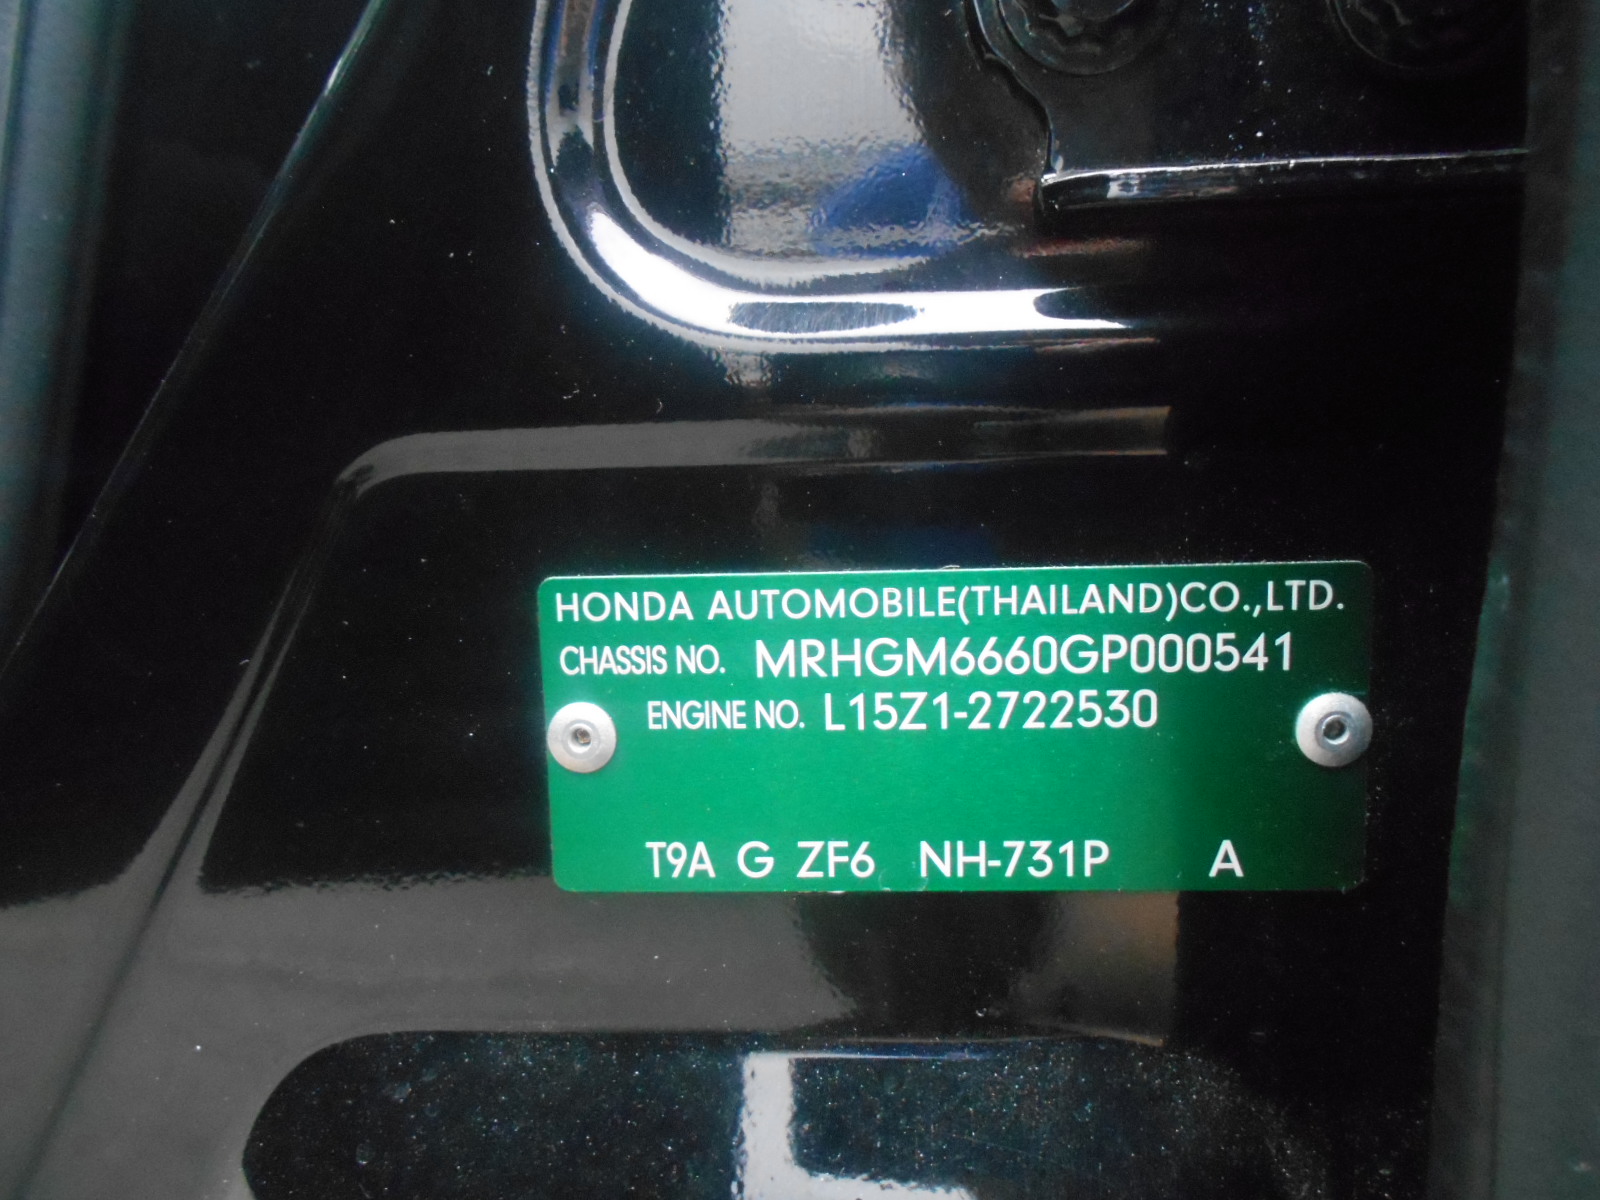 HONDA AUTOMOBILE(THAILAND)CO.,LTD.
CHASSIS NO. MRHGM6660GP000541
ENGINE NO. L15Z1-2722530
T9A G ZF6 NH-731P A